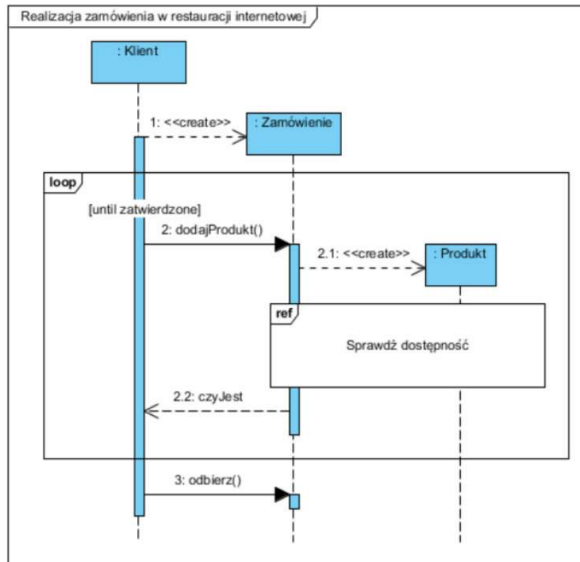 Realizacja zamówienia w restauracji internetowej
: Klient
1: <<create>>
: Zamówienie
loop
[until zatwierdzone]
2: dodajProdukt()
2.1: <<create>>
: Produkt
ref
Sprawdź dostępność
2.2: czyJest
3: odbierz()